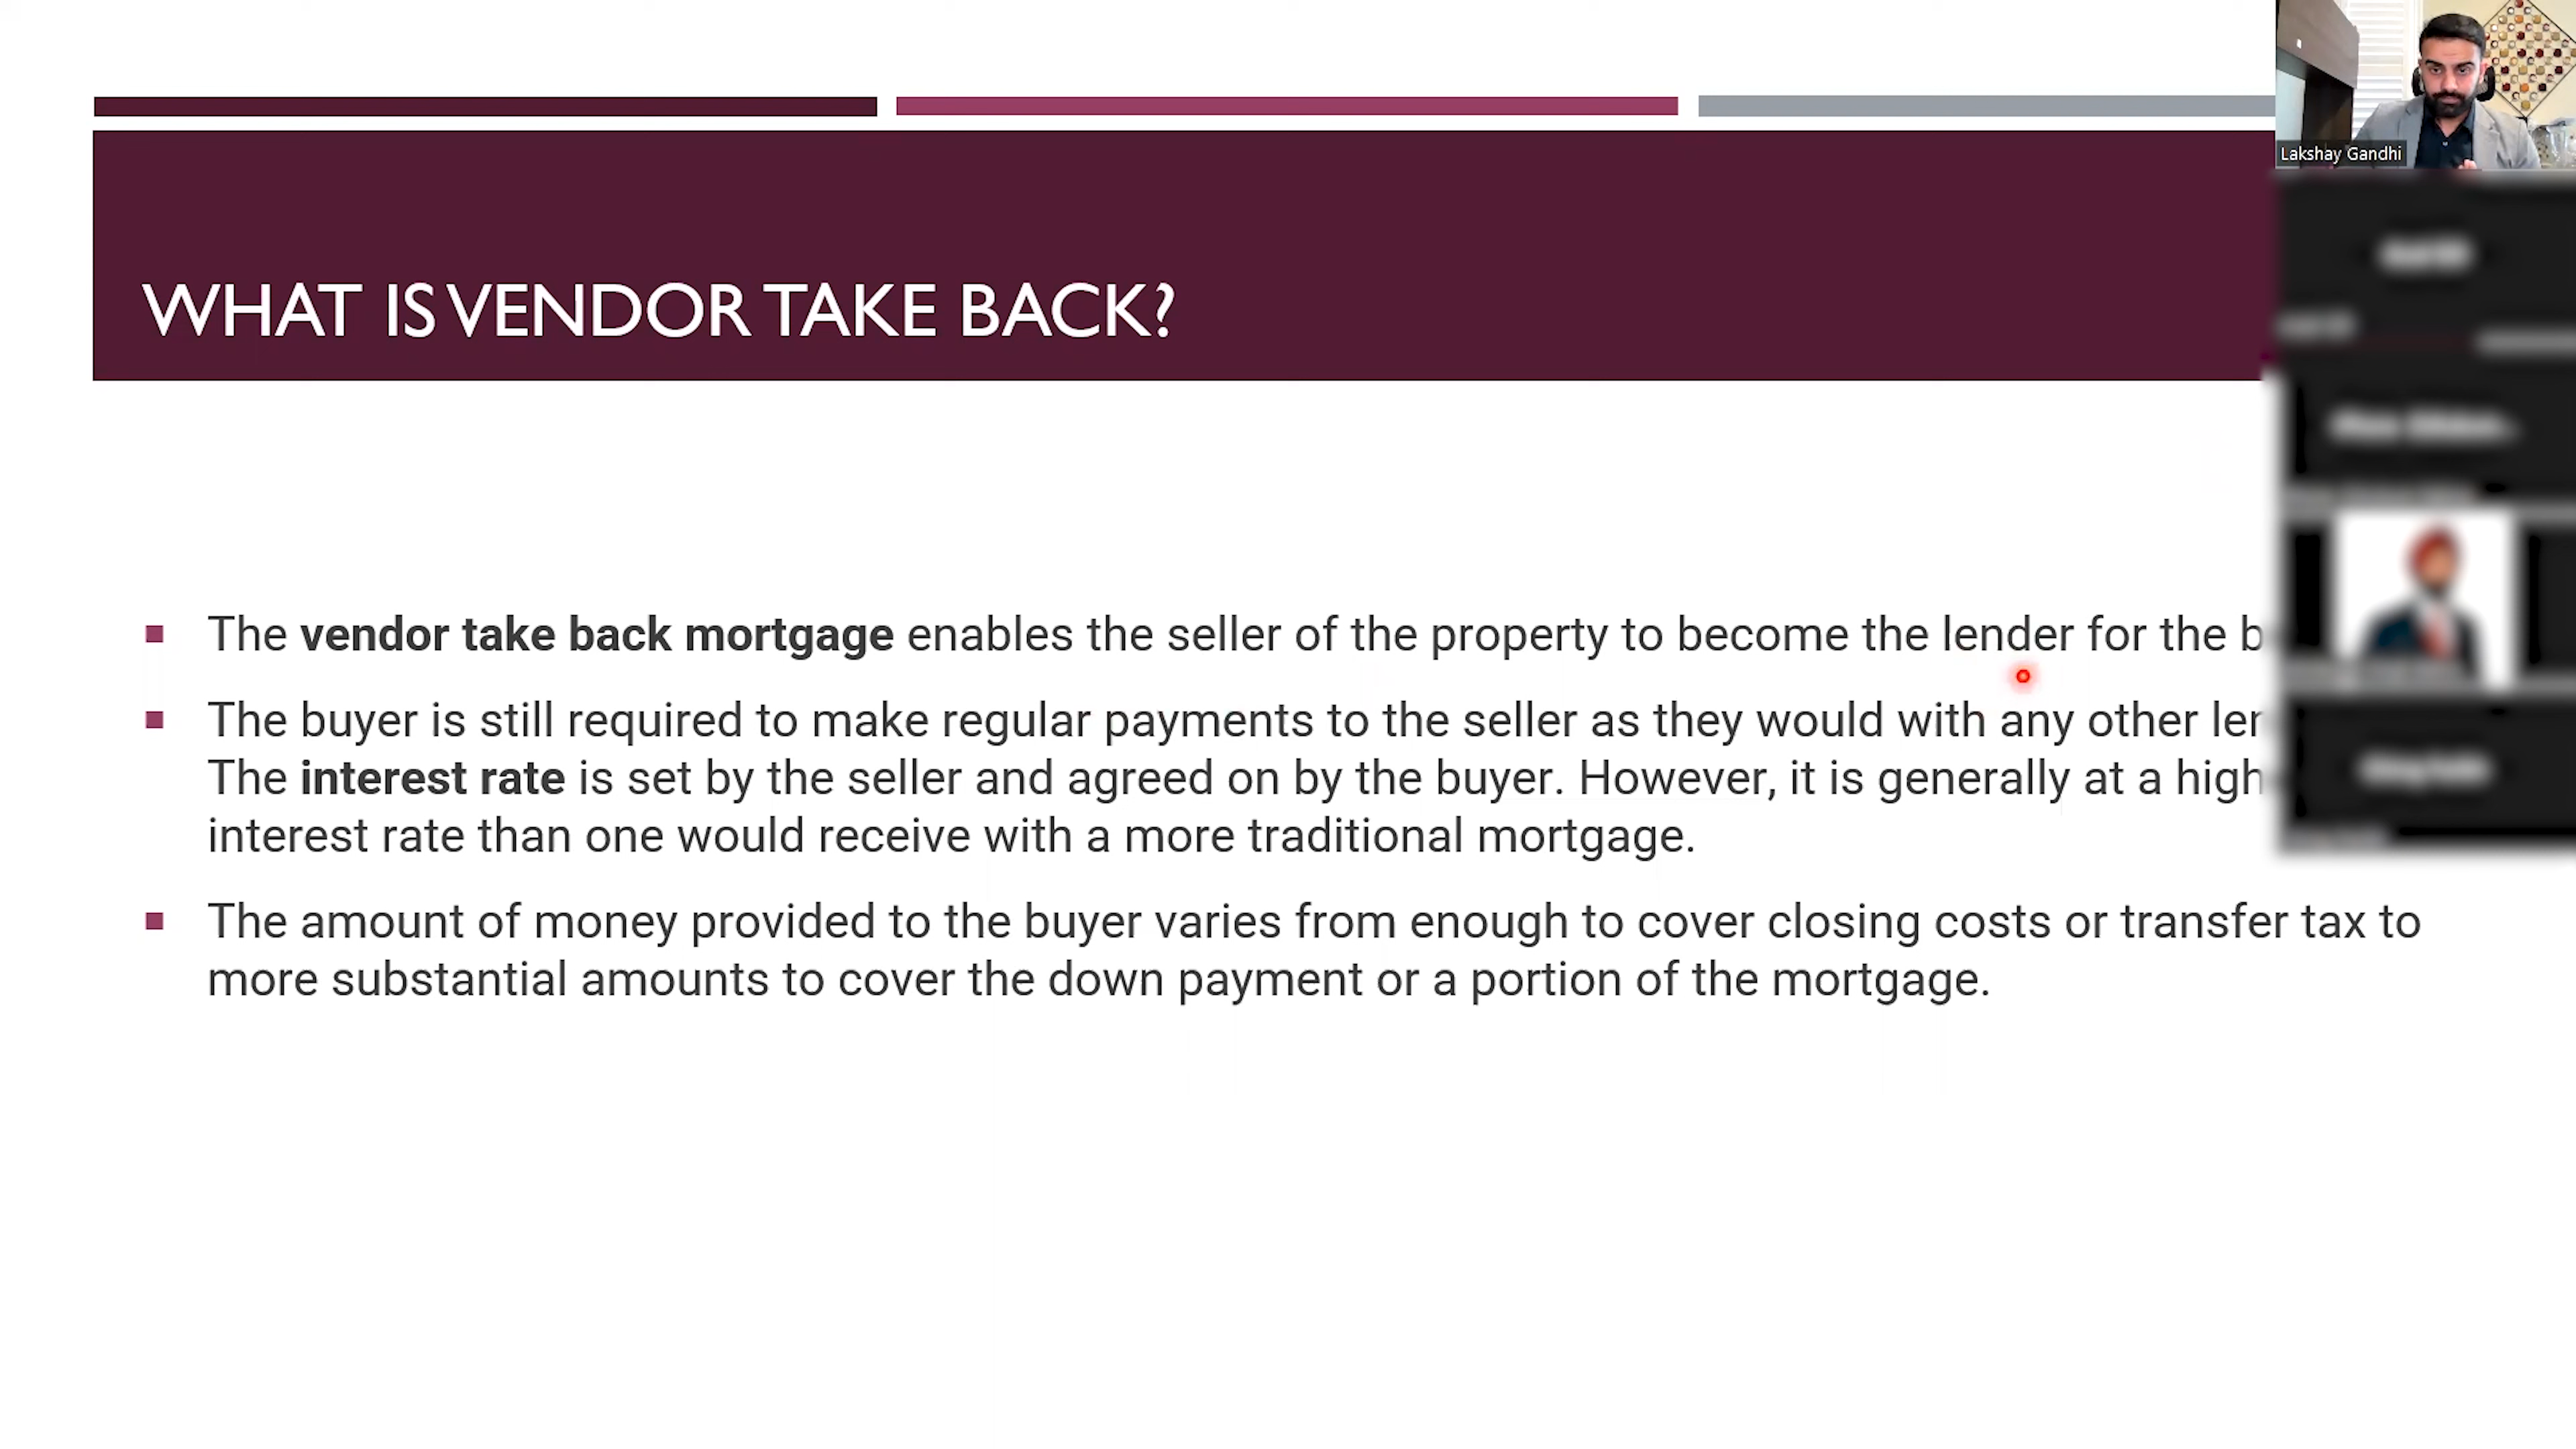 Lakshay Gandhi
WHAT IS VENDOR TAKE BACK?
The vendor take back mortgage enables the seller of the property to become the lender for the b
The buyer is still required to make regular payments to the seller as they would with any other len
The interest rate is set by the seller and agreed on by the buyer. However, it is generally at a high
interest rate than one would receive with a more traditional mortgage.
The amount of money provided to the buyer varies from enough to cover closing costs or transfer tax to
more substantial amounts to cover the down payment or a portion of the mortgage.